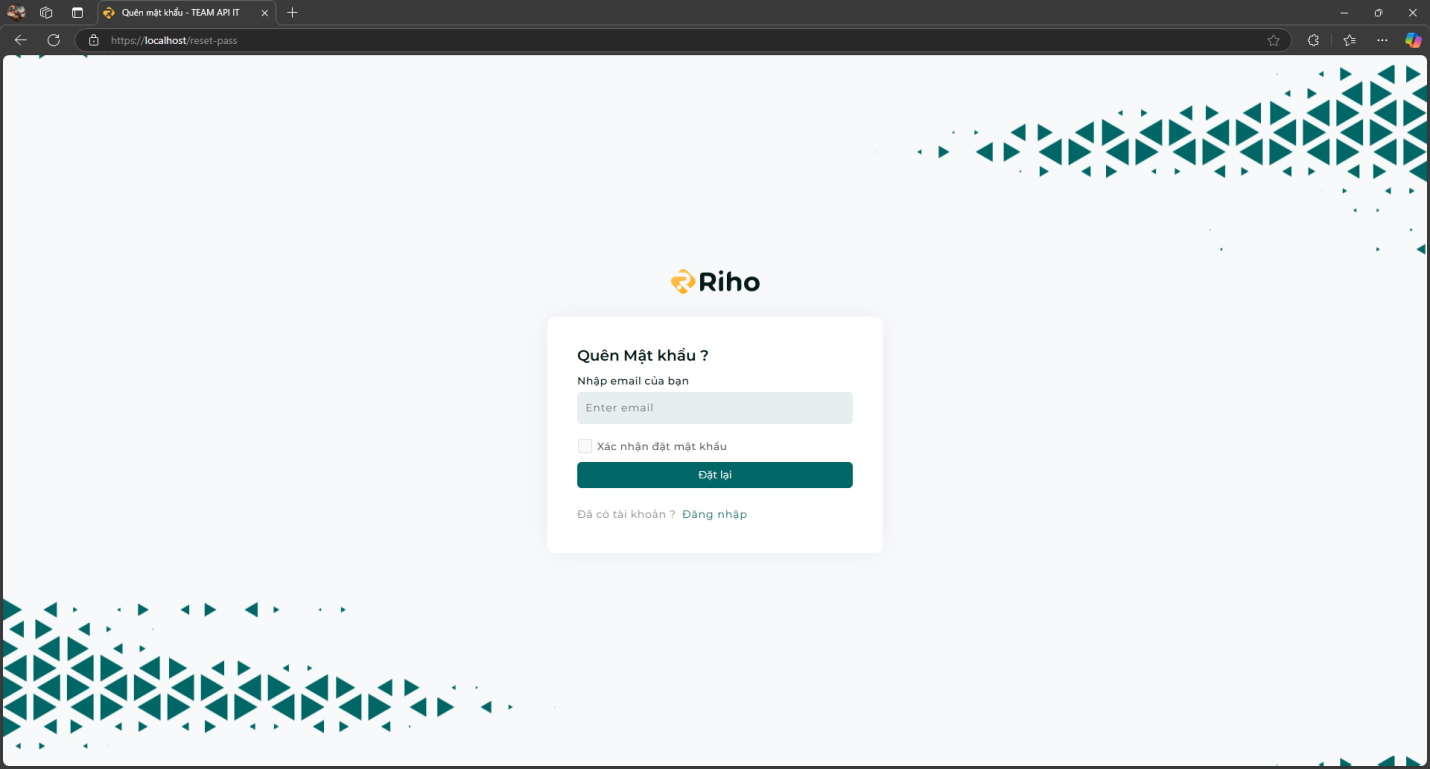 Quên mật khẩu - TEAM API IT
https://localhost/reset-pass
Riho
Quên Mật khẩu ?
Nhập email của bạn
Enter email
Xác nhận đặt mật khẩu
Đặt lại
Đã có tài khoản ? Đăng nhập